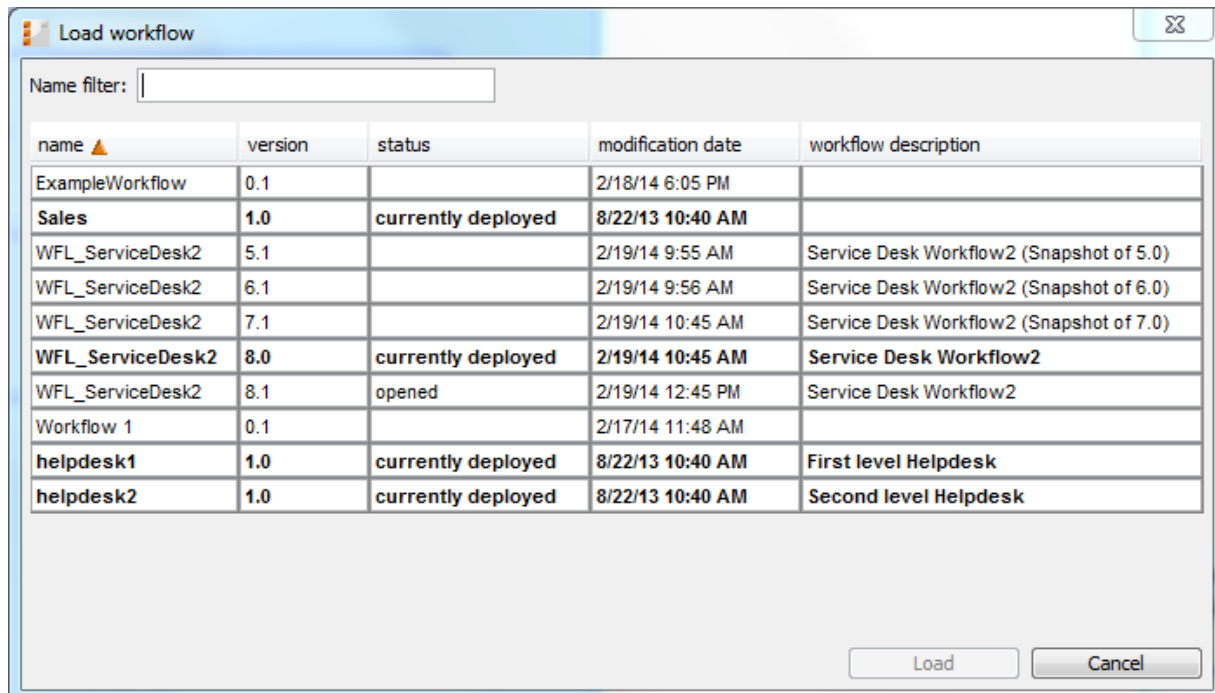 Load workflow
Name filter:
name version status modification date workflow description
ExampleWorkflow 0.1 2/18/14 6:05 PM
Sales 1.0 currently deployed 8/22/13 10:40 AM
WFL_ServiceDesk2 5.1 2/19/14 9:55 AM Service Desk Workflow2 (Snapshot of 5.0)
WFL_ServiceDesk2 6.1 2/19/14 9:56 AM Service Desk Workflow2 (Snapshot of 6.0)
WFL_ServiceDesk2 7.1 2/19/14 10:45 AM Service Desk Workflow2 (Snapshot of 7.0)
WFL_ServiceDesk2 8.0 currently deployed 2/19/14 10:45 AM Service Desk Workflow2
WFL_ServiceDesk2 8.1 opened 2/19/14 12:45 PM Service Desk Workflow2
Workflow 1 0.1 2/17/14 11:48 AM
helpdesk1 1.0 currently deployed 8/22/13 10:40 AM First level Helpdesk
helpdesk2 1.0 currently deployed 8/22/13 10:40 AM Second level Helpdesk
Load Cancel